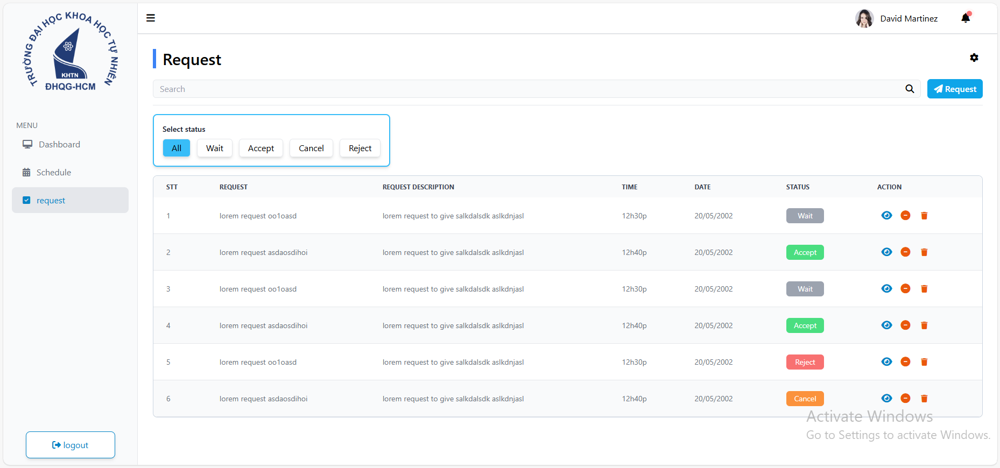 TRƯỜNG ĐẠI HỌC KHOA HỌC TỰ NHIÊN
KHTN
ĐHQG-HCM
MENU
Dashboard
Schedule
request
logout
David Martinez
Request
Search
Request
Select status
All Wait Accept Cancel Reject
STT REQUEST REQUEST DESCRIPTION TIME DATE STATUS ACTION
1 lorem request oo1oasd lorem request to give salkdalsdk aslkdnjasl 12h30p 20/05/2002 Wait
2 lorem request asdaosdihoi lorem request to give salkdalsdk aslkdnjasl 12h40p 20/05/2002 Accept
3 lorem request oo1oasd lorem request to give salkdalsdk aslkdnjasl 12h30p 20/05/2002 Wait
4 lorem request asdaosdihoi lorem request to give salkdalsdk aslkdnjasl 12h40p 20/05/2002 Accept
5 lorem request oo1oasd lorem request to give salkdalsdk aslkdnjasl 12h30p 20/05/2002 Reject
6 lorem request asdaosdihoi lorem request to give salkdalsdk aslkdnjasl 12h40p 20/05/2002 Cancel
Activate Windows
Go to Settings to activate Windows.